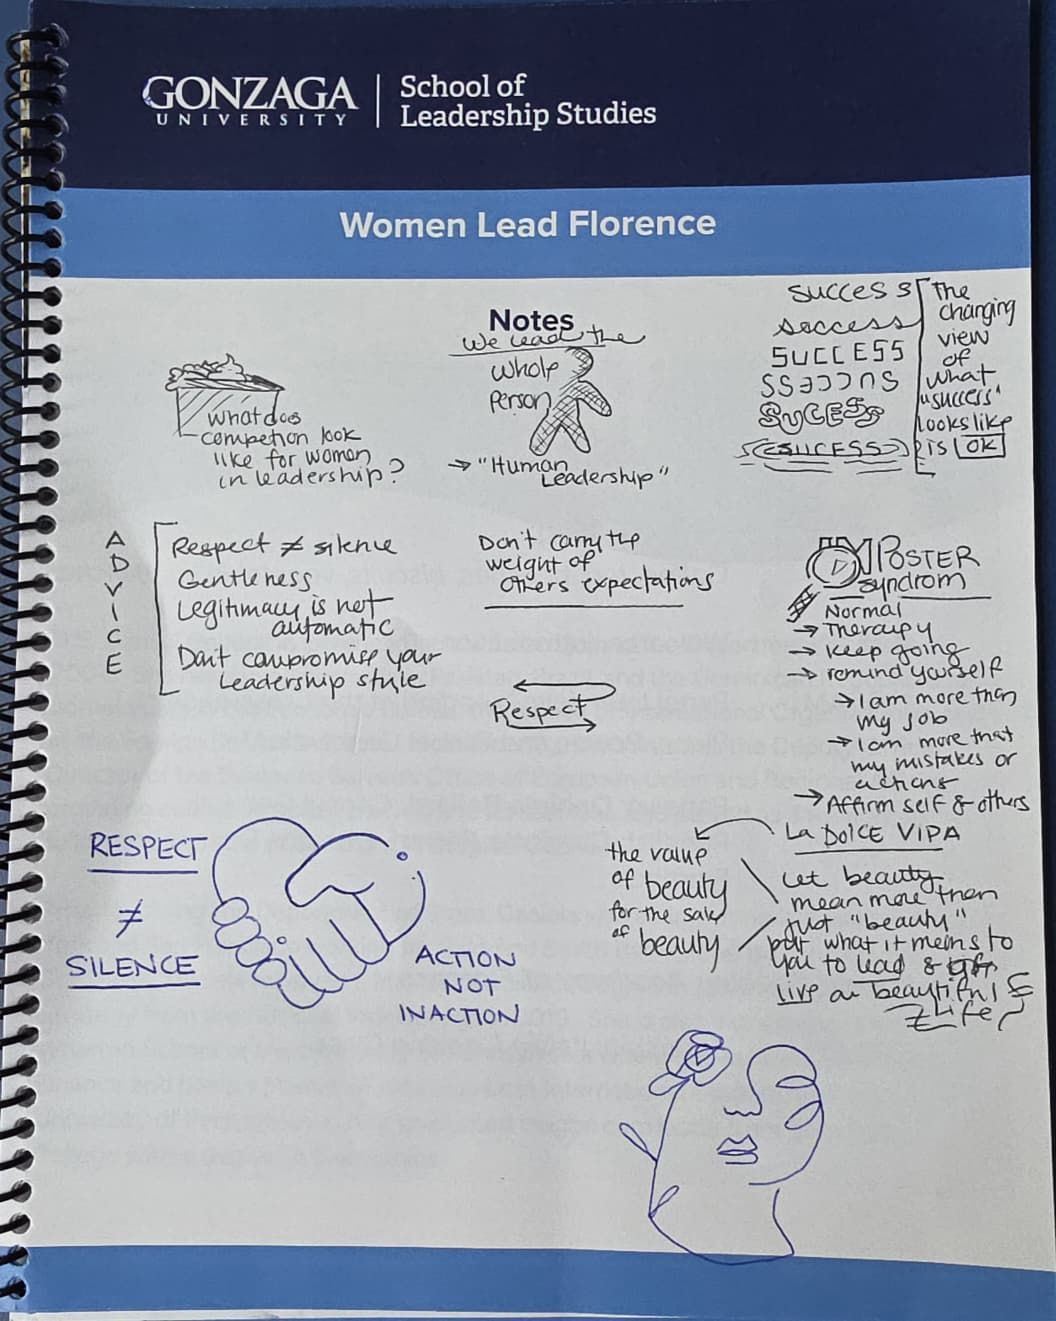 GONZAGA
UNIVERSITY
School of
Leadership Studies
Women Lead Florence
Notes
We lead the
whole
person
→ "Human
Leadership"
what does
competion look
like for women
in leadership?
success
success
SUCCESS
SUCCESS
SUCCESS
SUCCESS
The
changing
view
of
what
"success"
looks like
is OK
ADVICE
Respect ≠ silence
Gentleness
Legitimacy is not
automatic
Don't compromise your
leadership style
Don't carry the
weight of
others expectations
Respect
IMPOSTER
syndrom
Normal
→ Therapy
→ keep going
→ remind yourself
→ I am more than
my job
→ I am more that
my mistakes or
actions
→ Affirm self & others
RESPECT
≠
SILENCE
ACTION
NOT
INACTION
La DOLCE VIPA
the value
of beauty
for the sake
of beauty
Let beauty
mean more than
just "beauty"
but what it means to
you to lead &
Live a beautiful
Life